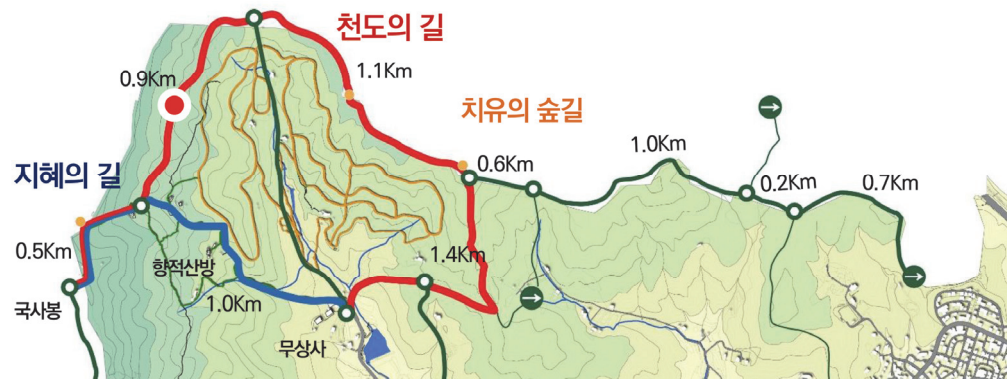 천도의 길
1.1Km
0.9Km
치유의 숲길
1.0Km
0.6Km
지혜의 길
0.2Km
0.7Km
0.5Km
1.4Km
향적산방
국사봉
1.0Km
무상사